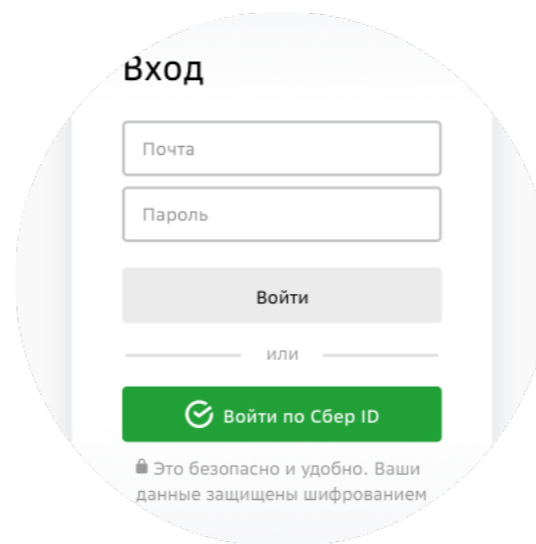 Вход
Почта
Пароль
Войти
или
Войти по Сбер ID
Это безопасно и удобно. Ваши
данные защищены шифрованием